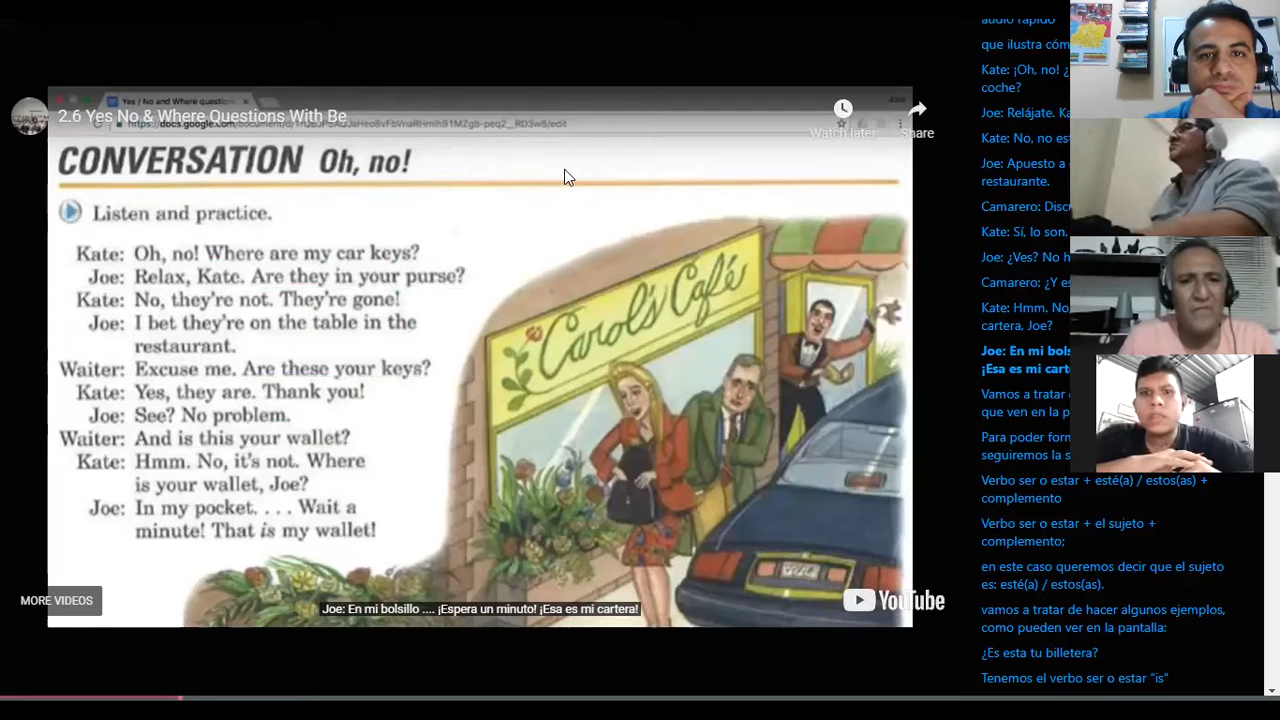 Yes / No and Where question
2.6 Yes No & Where Questions With Be
Watch later
Share
CONVERSATION Oh, no!
Listen and practice.
Kate: Oh, no! Where are my car keys?
Joe: Relax, Kate. Are they in your purse?
Kate: No, they're not. They're gone!
Joe: I bet they're on the table in the
restaurant.
Waiter: Excuse me. Are these your keys?
Kate: Yes, they are. Thank you!
Joe: See? No problem.
Waiter: And is this your wallet?
Kate: Hmm. No, it's not. Where
is your wallet, Joe?
Joe: In my pocket. . . . Wait a
minute! That is my wallet!
Carol's Café
MORE VIDEOS
Joe: En mi bolsillo .... ¡Espera un minuto! ¡Esa es mi cartera!
YouTube
audio rápido
que ilustra cóm
Kate: ¡Oh, no! ¿
coche?
Joe: Relájate. Ka
Kate: No, no es
Joe: Apuesto a
restaurante.
Camarero: Disc
Kate: Sí, lo son.
Joe: ¿Ves? No h
Camarero: ¿Y e
Kate: Hmm. No,
cartera, Joe?
Joe: En mi bols
¡Esa es mi carte
Vamos a tratar
que ven en la p
Para poder form
seguiremos la s
Verbo ser o estar + esté(a) / estos(as) +
complemento
Verbo ser o estar + el sujeto +
complemento;
en este caso queremos decir que el sujeto
es: esté(a) / estos(as).
vamos a tratar de hacer algunos ejemplos,
como pueden ver en la pantalla:
¿Es esta tu billetera?
Tenemos el verbo ser o estar “is”